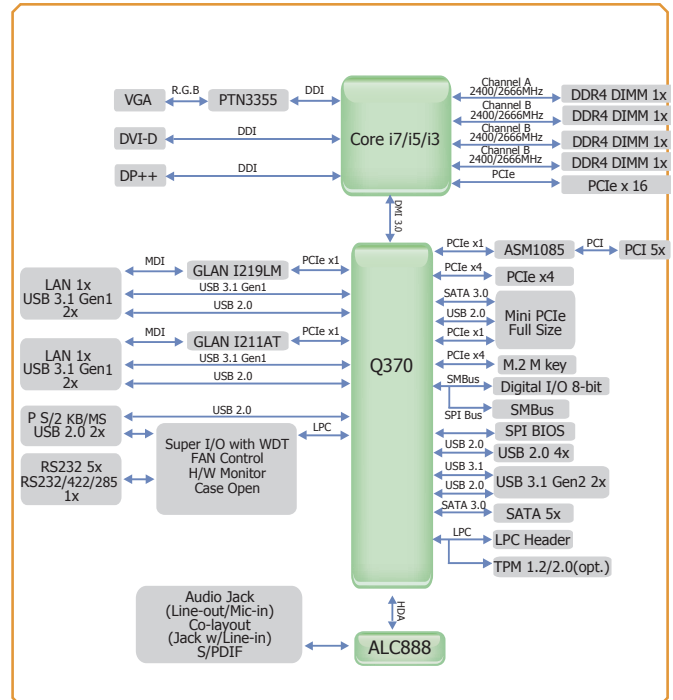 VGA
R.G.B
PTN3355
DDI
DVI-D
DDI
DP++
DDI
Core i7/i5/i3
Channel A
2400/2666MHz
DDR4 DIMM 1x
Channel B
2400/2666MHz
DDR4 DIMM 1x
Channel B
2400/2666MHz
DDR4 DIMM 1x
Channel B
2400/2666MHz
DDR4 DIMM 1x
PCIe
PCIe x 16
DMI 3.0
LAN 1x
USB 3.1 Gen1
2x
MDI
GLAN I219LM
PCIe x1
USB 3.1 Gen1
USB 2.0
LAN 1x
USB 3.1 Gen1
2x
MDI
GLAN I211AT
PCIe x1
USB 3.1 Gen1
USB 2.0
P S/2 KB/MS
USB 2.0 2x
USB 2.0
RS232 5x
RS232/422/285
1x
Super I/O with WDT
FAN Control
H/W Monitor
Case Open
LPC
Q370
PCIe x1
ASM1085
PCI
PCI 5x
PCIe x4
PCIe x4
SATA 3.0
USB 2.0
PCIe x1
Mini PCIe
Full Size
PCIe x4
M.2 M key
SMBus
Digital I/O 8-bit
SMBus
SPI Bus
SPI BIOS
USB 2.0
USB 2.0 4x
USB 3.1
USB 2.0
USB 3.1 Gen2 2x
SATA 3.0
SATA 5x
LPC
LPC Header
TPM 1.2/2.0(opt.)
HDA
Audio Jack
(Line-out/Mic-in)
Co-layout
(Jack w/Line-in)
S/PDIF
ALC888